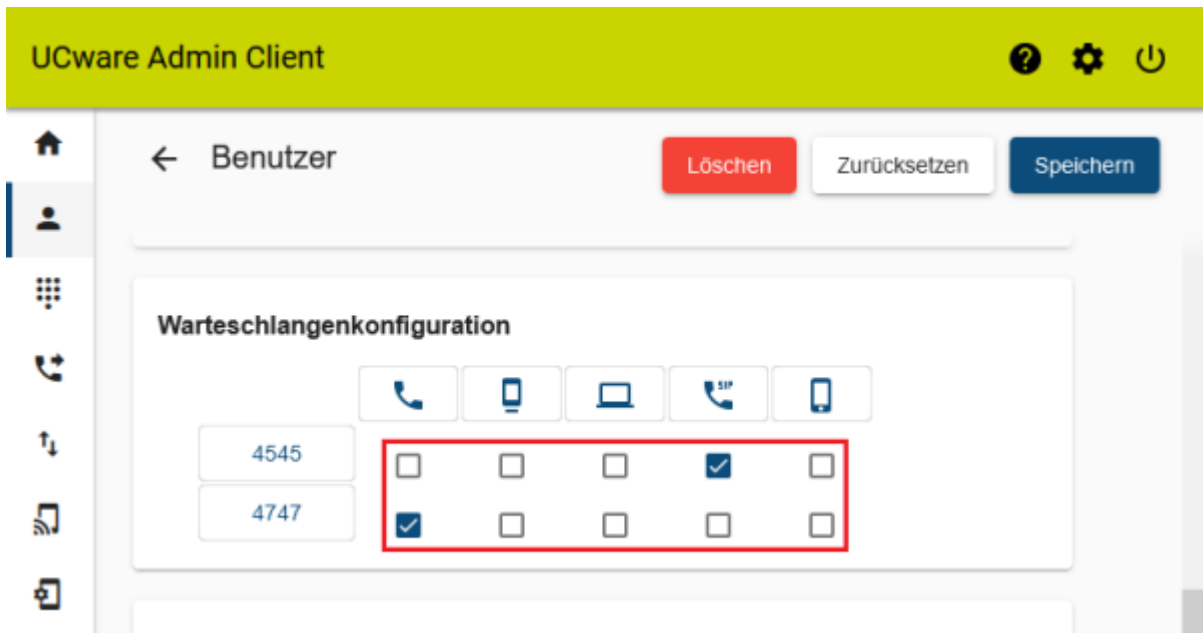 UCware Admin Client
Benutzer
Löschen
Zurücksetzen
Speichern
Warteschlangenkonfiguration
SIP
4545
4747